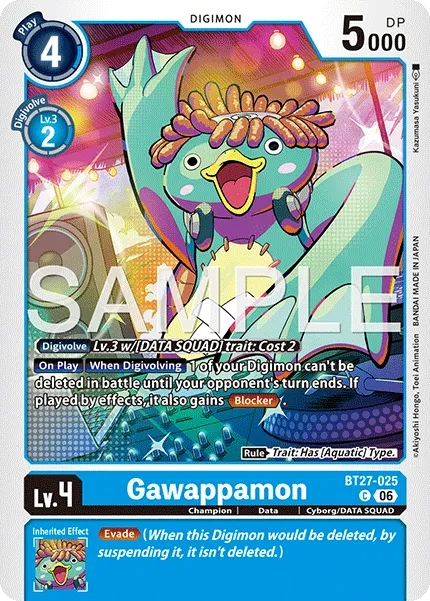 DIGIMON
Play
4
5000 DP
Digivolve
Lv.3
2
Kazumasa Yasukuni
SAMPLE
©Akiyoshi Hongo, Toei Animation BANDAI MADE IN JAPAN
Digivolve Lv.3 w/[DATA SQUAD] trait: Cost 2
On Play When Digivolving 1 of your Digimon can't be
deleted in battle until your opponent's turn ends. If
played by effects, it also gains Blocker.
Rule Trait: Has [Aquatic] Type.
Lv.4
Gawappamon
BT27-025
C 06
Champion | Data | Cyborg/DATA SQUAD
Inherited Effect
Evade (When this Digimon would be deleted, by
suspending it, it isn't deleted.)